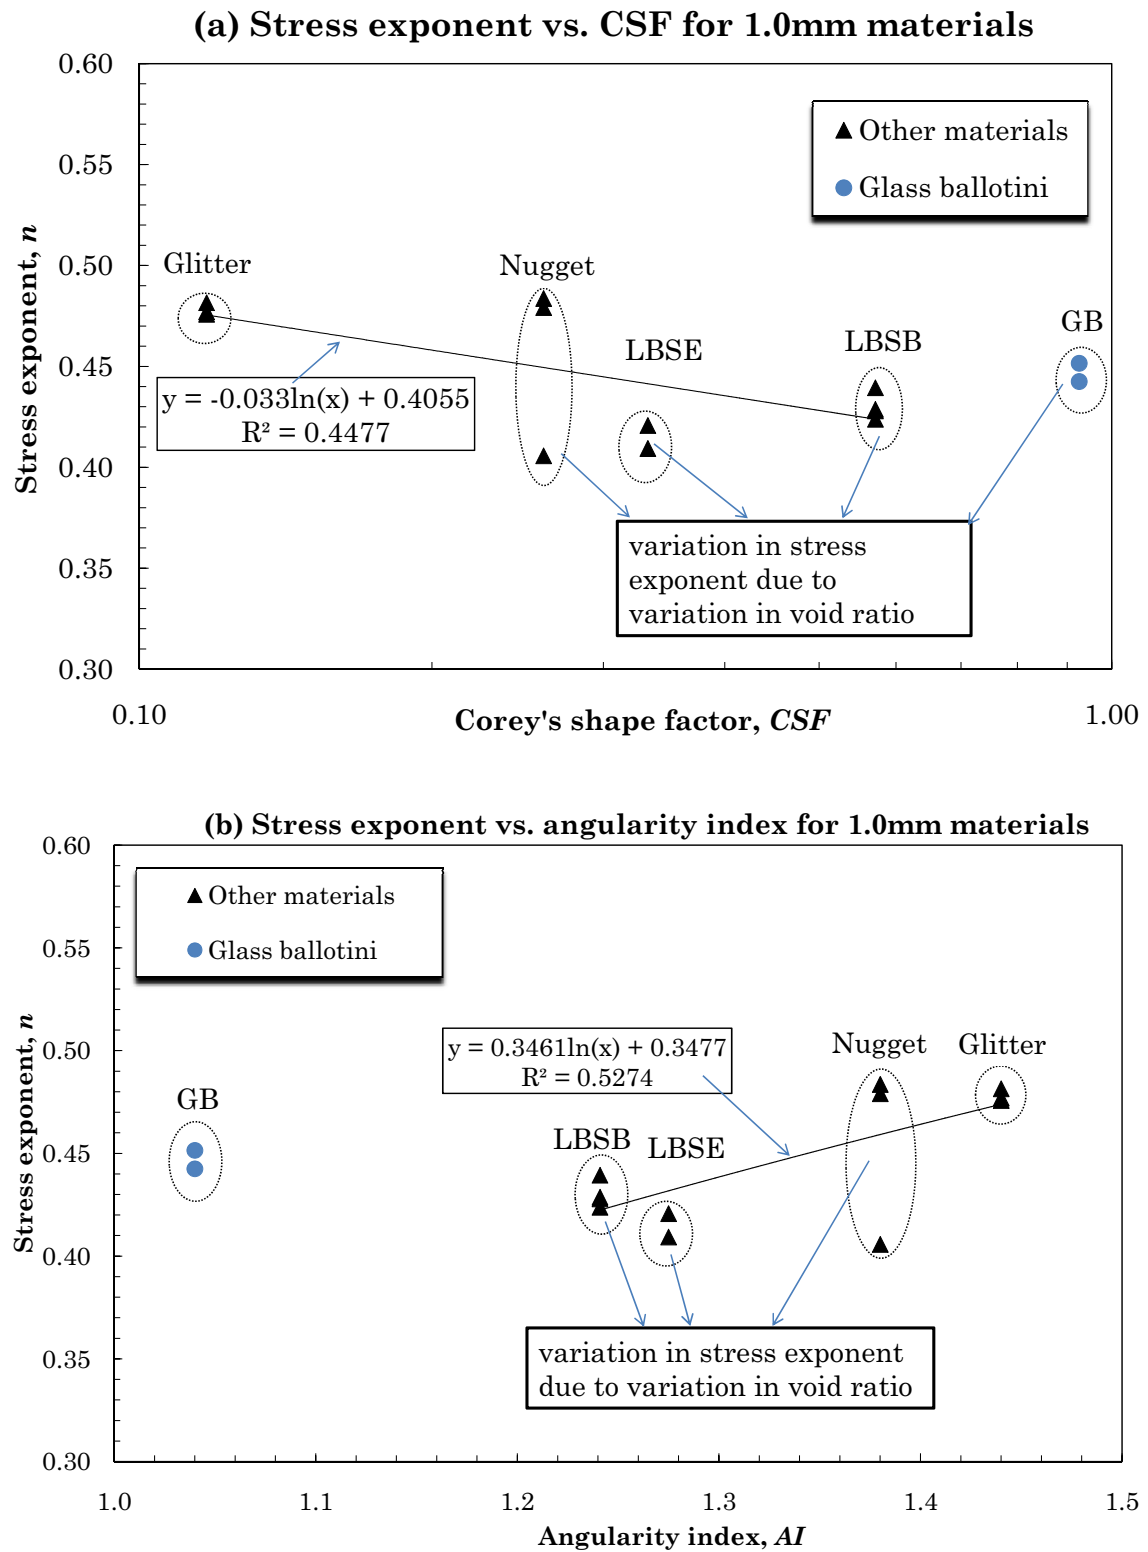 (a) Stress exponent vs. CSF for 1.0mm materials
0.60
0.55
0.50
0.45
0.40
0.35
0.30
Stress exponent, n
Other materials
Glass ballotini
Glitter
Nugget
LBSE
LBSB
GB
y = -0.033ln(x) + 0.4055
R² = 0.4477
variation in stress
exponent due to
variation in void ratio
0.10
1.00
Corey's shape factor, CSF
(b) Stress exponent vs. angularity index for 1.0mm materials
0.60
0.55
0.50
0.45
0.40
0.35
0.30
Stress exponent, n
Other materials
Glass ballotini
y = 0.3461ln(x) + 0.3477
R² = 0.5274
GB
LBSB
LBSE
Nugget
Glitter
variation in stress exponent
due to variation in void ratio
1.0
1.1
1.2
1.3
1.4
1.5
Angularity index, AI